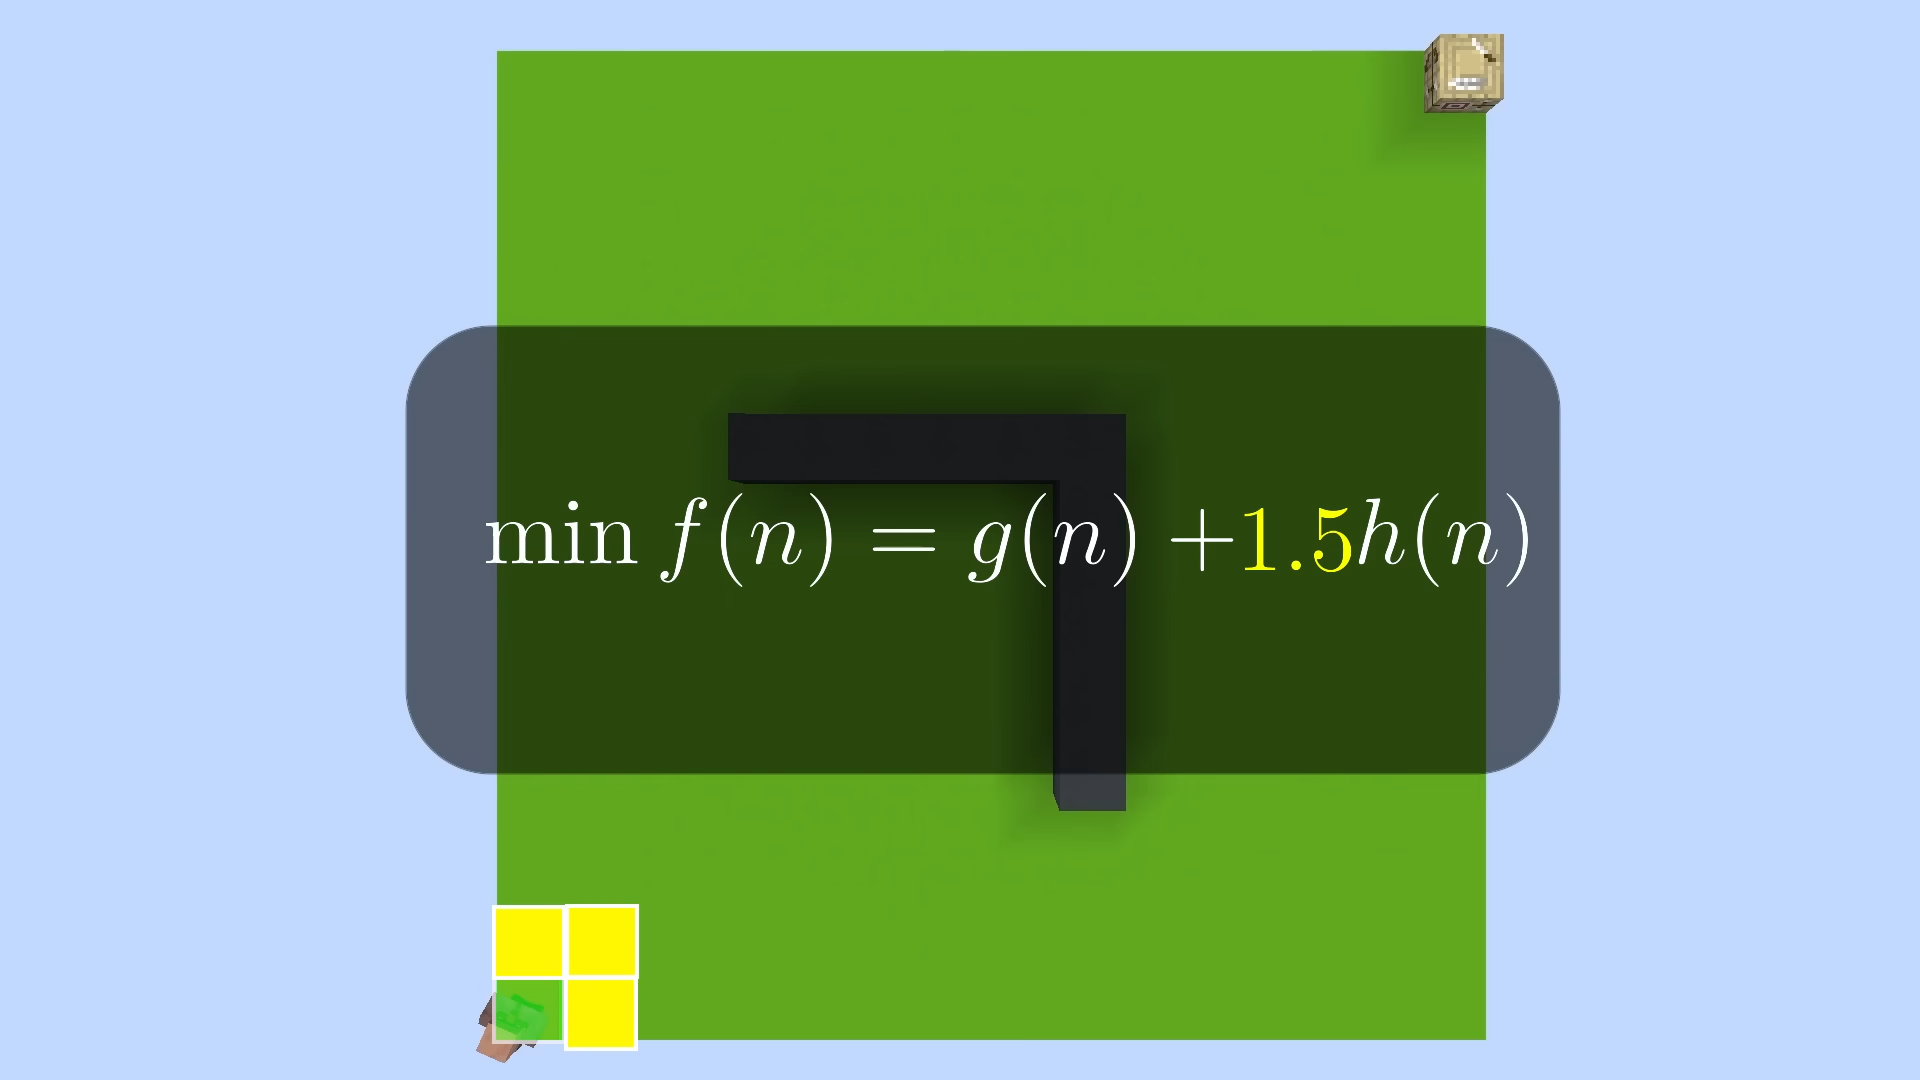 min f(n) = g(n) +1.5h(n)